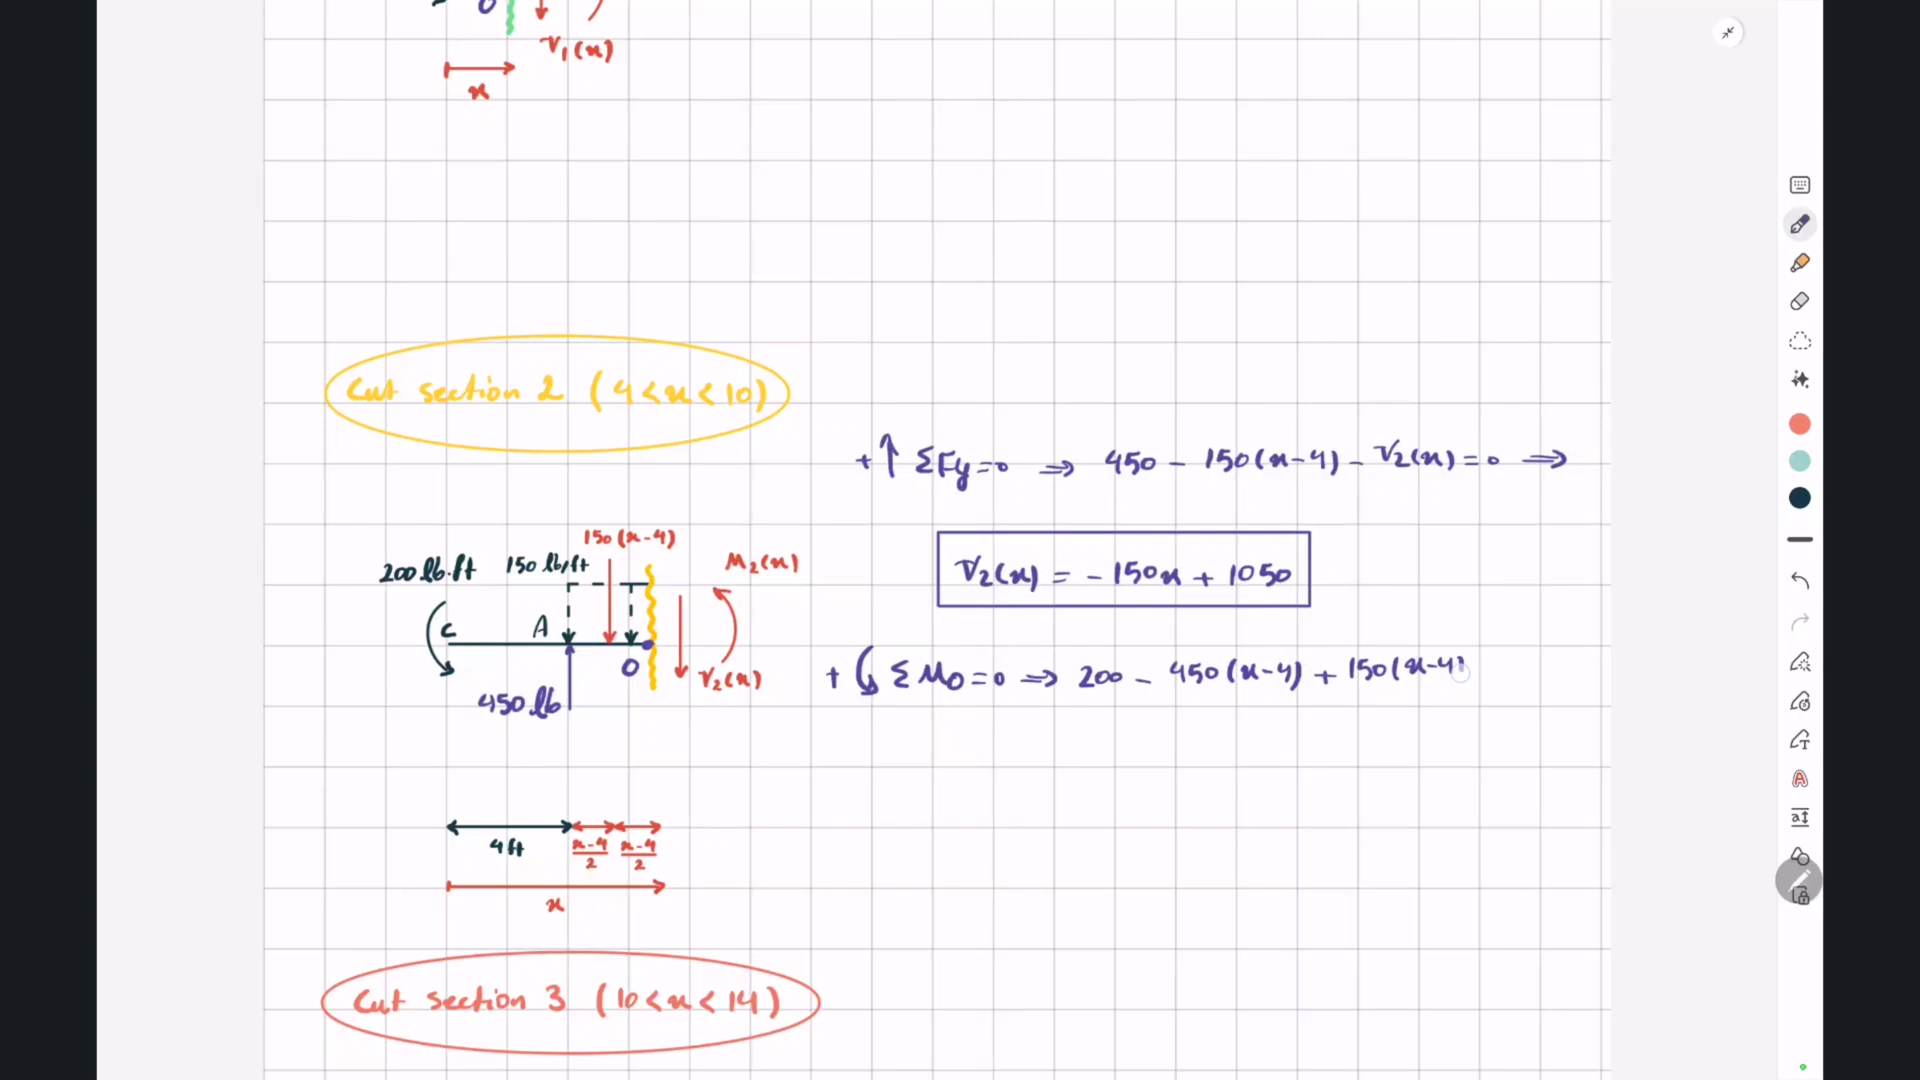 O
V₁(x)
x
Cut section 2 (4<x<10)
+↑ ΣFy=0 ⇒ 450 - 150(x-4) - V₂(x)=0 ⇒
150(x-4)
200 lb.ft 150 lb/ft M₂(x)
V₂(x) = -150x + 1050
C A
O V₂(x)
450 lb
+ ΣMO=0 ⇒ 200 - 450(x-4) + 150(x-4)
4ft x-4/2 x-4/2
x
Cut section 3 (10<x<14)